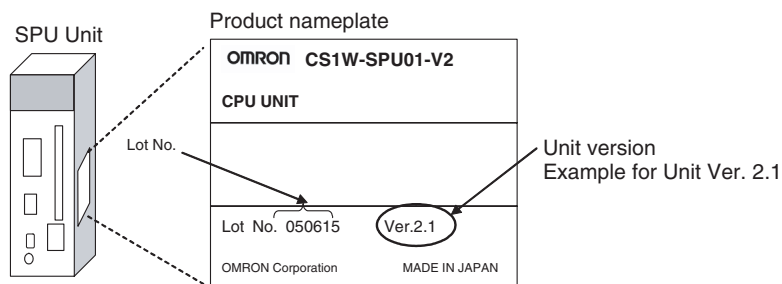 Product nameplate
SPU Unit
OMRON CS1W-SPU01-V2
CPU UNIT
Lot No.
Unit version
Example for Unit Ver. 2.1
Lot No. 050615 Ver.2.1
OMRON Corporation MADE IN JAPAN